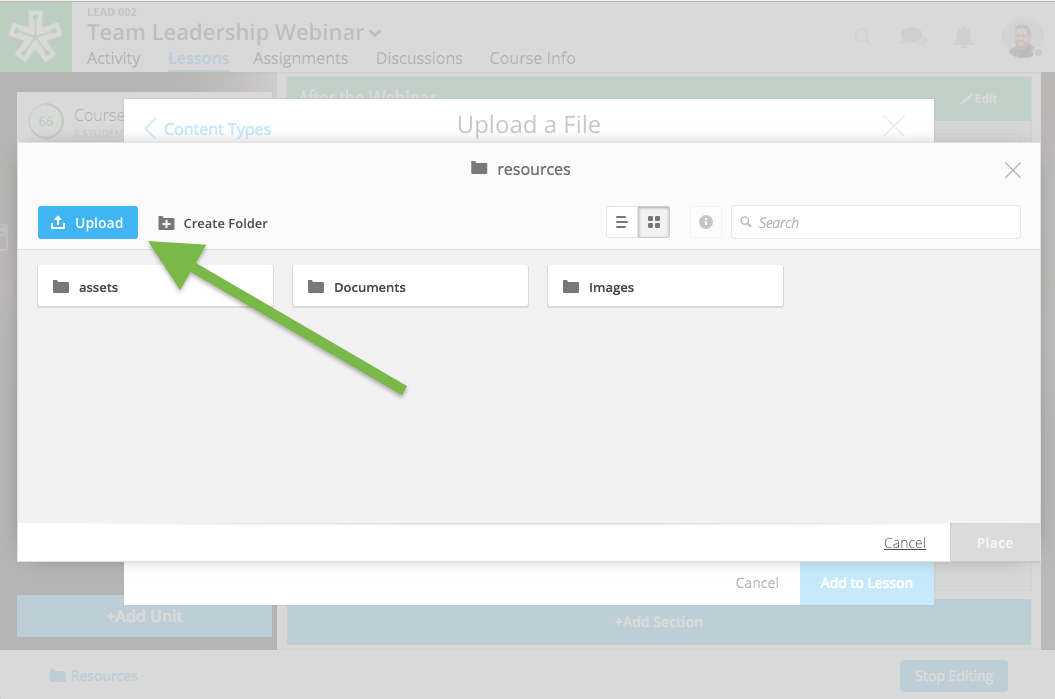 LEAD 002
Team Leadership Webinar
Activity Lessons Assignments Discussions Course Info
After the Webinar
Edit
66
Course
0 STUDENT
Content Types
Upload a File
resources
Upload
Create Folder
Search
assets
Documents
Images
Cancel
Place
Cancel
Add to Lesson
+Add Unit
+Add Section
Resources
Stop Editing